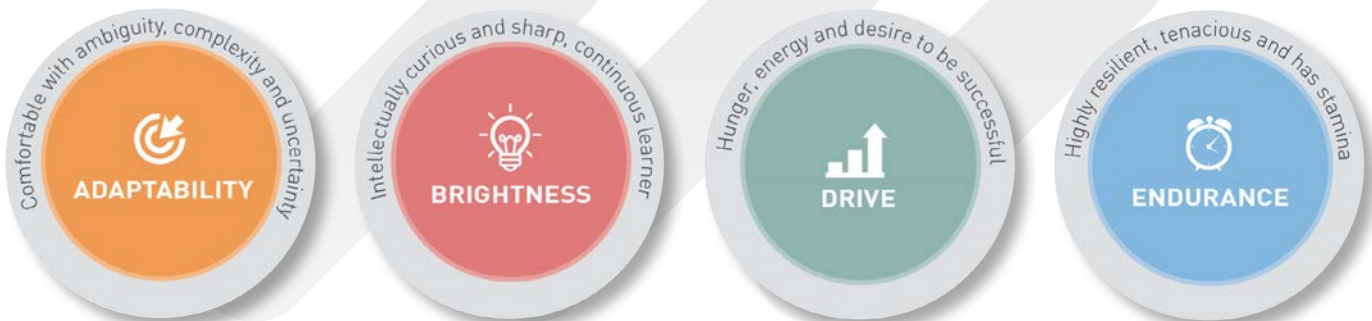 Comfortable with ambiguity, complexity and uncertainty
ADAPTABILITY
Intellectually curious and sharp, continuous learner
BRIGHTNESS
Hunger, energy and desire to be successful
DRIVE
Highly resilient, tenacious and has stamina
ENDURANCE